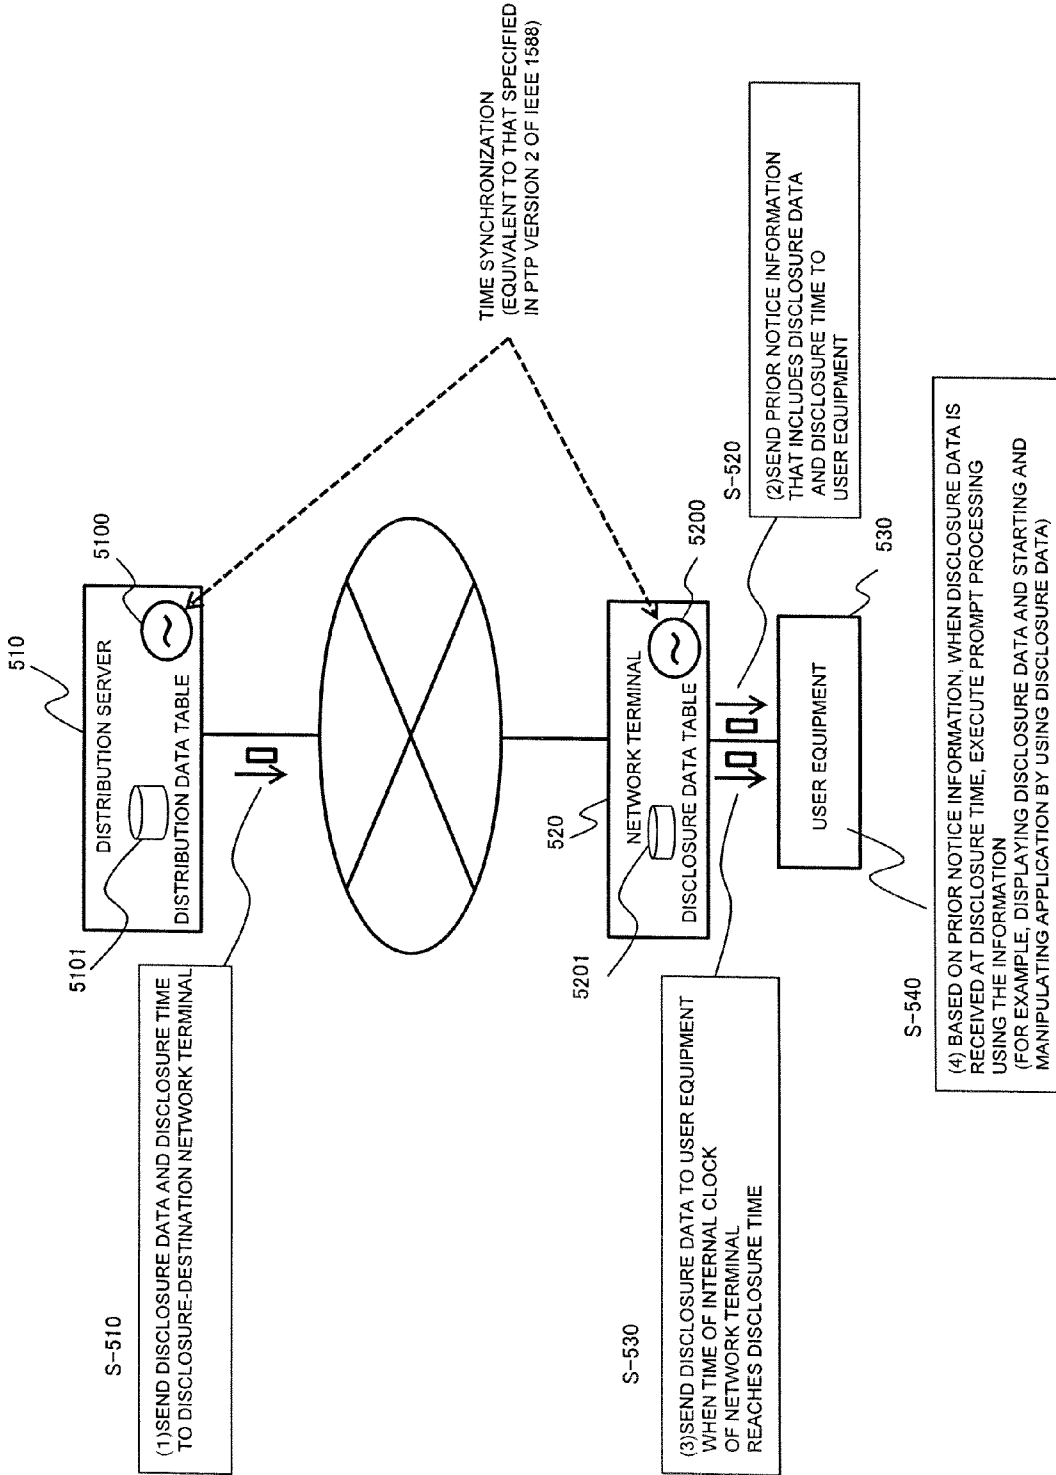 510
DISTRIBUTION SERVER
5100
5101
DISTRIBUTION DATA TABLE
TIME SYNCHRONIZATION
(EQUIVALENT TO THAT SPECIFIED
IN PTP VERSION 2 OF IEEE 1588)
S-510
(1)SEND DISCLOSURE DATA AND DISCLOSURE TIME
TO DISCLOSURE-DESTINATION NETWORK TERMINAL
520
NETWORK TERMINAL
5200
5201
DISCLOSURE DATA TABLE
S-520
(2)SEND PRIOR NOTICE INFORMATION
THAT INCLUDES DISCLOSURE DATA
AND DISCLOSURE TIME TO
USER EQUIPMENT
S-530
(3)SEND DISCLOSURE DATA TO USER EQUIPMENT
WHEN TIME OF INTERNAL CLOCK
OF NETWORK TERMINAL
REACHES DISCLOSURE TIME
530
USER EQUIPMENT
S-540
(4) BASED ON PRIOR NOTICE INFORMATION, WHEN DISCLOSURE DATA IS
RECEIVED AT DISCLOSURE TIME, EXECUTE PROMPT PROCESSING
USING THE INFORMATION
(FOR EXAMPLE, DISPLAYING DISCLOSURE DATA AND STARTING AND
MANIPULATING APPLICATION BY USING DISCLOSURE DATA)